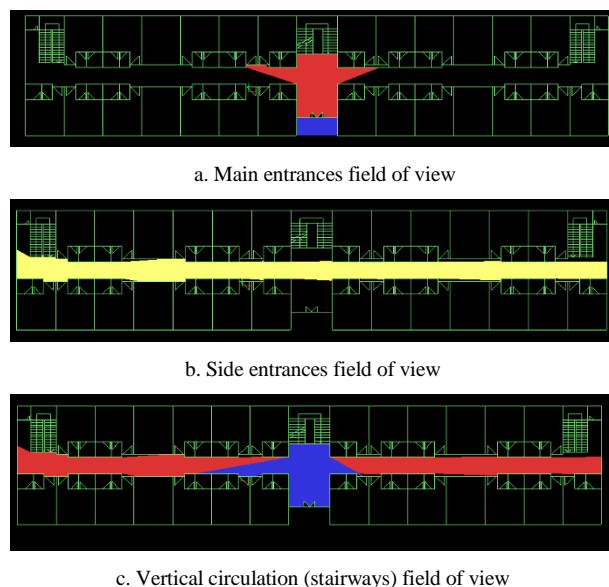 a. Main entrances field of view
b. Side entrances field of view
c. Vertical circulation (stairways) field of view